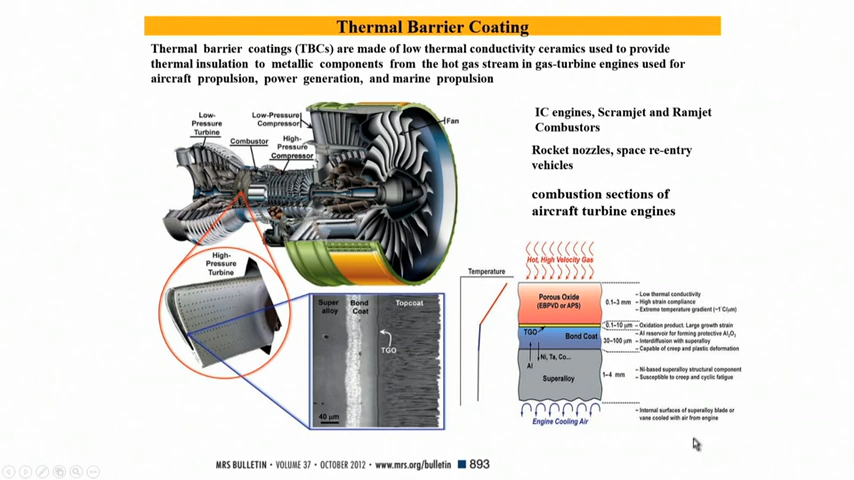 Thermal Barrier Coating
Thermal barrier coatings (TBCs) are made of low thermal conductivity ceramics used to provide
thermal insulation to metallic components from the hot gas stream in gas-turbine engines used for
aircraft propulsion, power generation, and marine propulsion
Low-
Pressure
Turbine
Combustor
Low-Pressure
Compressor
High-
Pressure
Compressor
Fan
High-
Pressure
Turbine
IC engines, Scramjet and Ramjet
Combustors
Rocket nozzles, space re-entry
vehicles
combustion sections of
aircraft turbine engines
Super
alloy
Bond
Coat
Topcoat
TGO
40 μm
Temperature
Hot, High Velocity Gas
Porous Oxide
(EBPVD or APS)
TGO
Bond Coat
Ni, Ta, Co...
Al
Superalloy
Engine Cooling Air
0.1–3 mm
– Low thermal conductivity
– High strain compliance
– Extreme temperature gradient (~1˚C/μm)
0.1–10 μm
– Oxidation product. Large growth strain
30–100 μm
– Al reservoir for forming protective Al₂O₃
– Interdiffusion with superalloy
– Capable of creep and plastic deformation
1–4 mm
– Ni-based superalloy structural component
– Susceptible to creep and cyclic fatigue
– Internal surfaces of superalloy blade or
vane cooled with air from engine
MRS BULLETIN • VOLUME 37 • OCTOBER 2012 • www.mrs.org/bulletin ■ 893